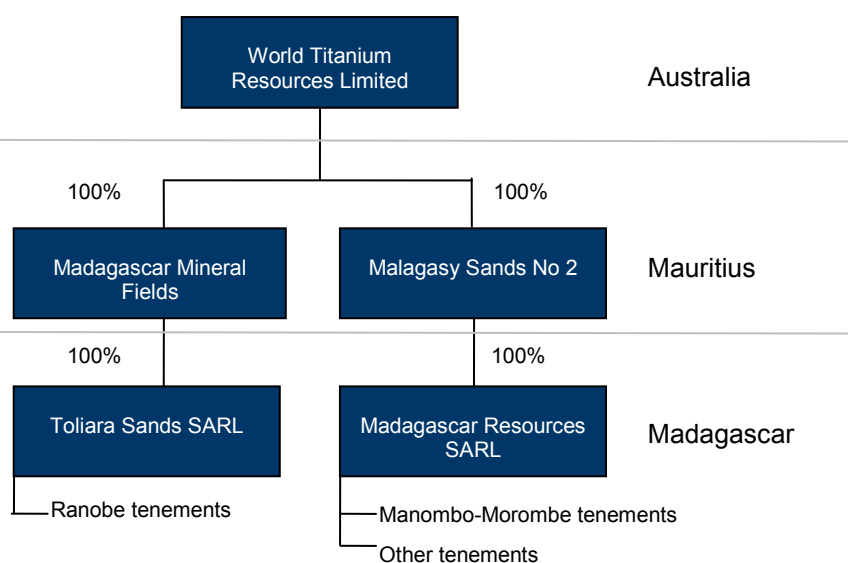 World Titanium
Resources Limited
Australia
100%
100%
Madagascar Mineral
Fields
Malagasy Sands No 2
Mauritius
100%
100%
Toliara Sands SARL
Madagascar Resources
SARL
Madagascar
Ranobe tenements
Manombo-Morombe tenements
Other tenements